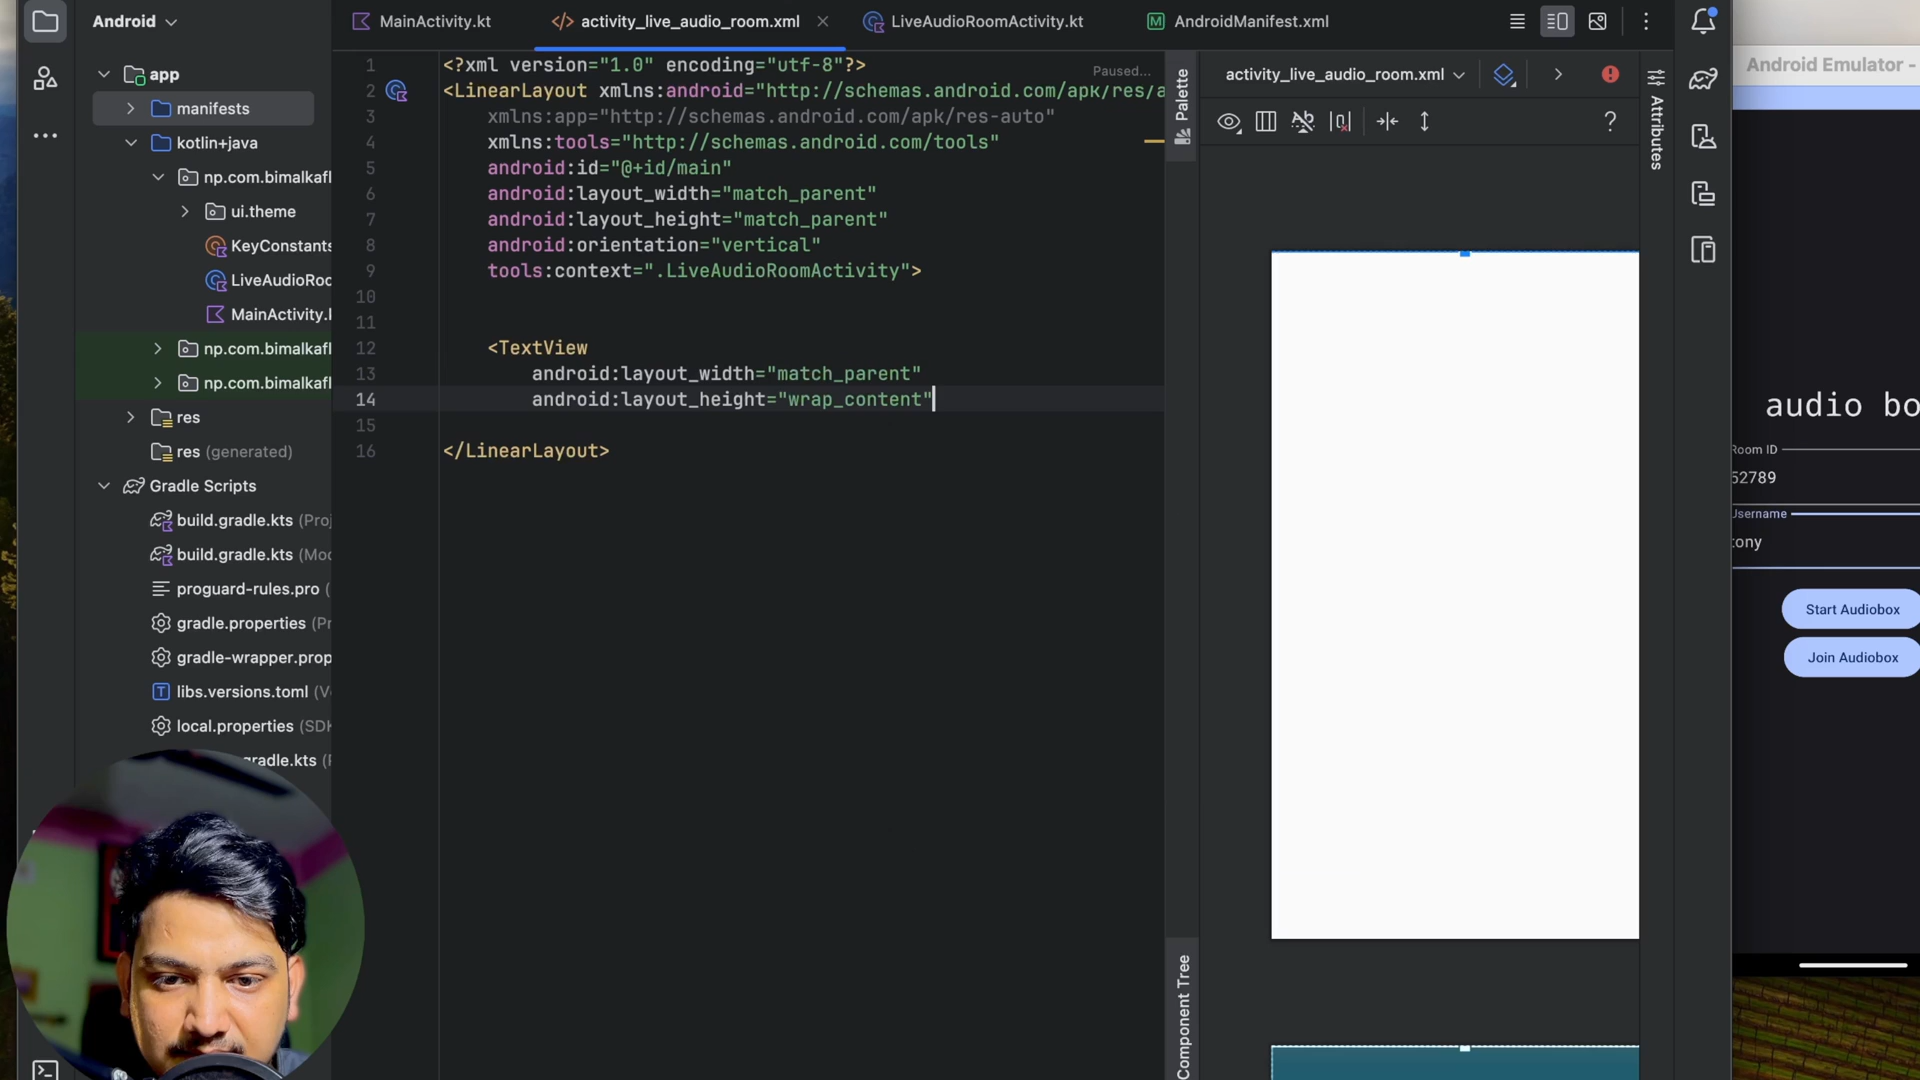 Android
MainActivity.kt
</> activity_live_audio_room.xml
LiveAudioRoomActivity.kt
AndroidManifest.xml
app
manifests
kotlin+java
np.com.bimalkafl
ui.theme
KeyConstants
LiveAudioRoo
MainActivity.k
np.com.bimalkafl
np.com.bimalkafl
res
res (generated)
Gradle Scripts
build.gradle.kts (Proj
build.gradle.kts (Mod
proguard-rules.pro (
gradle.properties (Pr
gradle-wrapper.prop
libs.versions.toml (V
local.properties (SDK
gradle.kts (P
1 <?xml version="1.0" encoding="utf-8"?>
2 <LinearLayout xmlns:android="http://schemas.android.com/apk/res/a
3 xmlns:app="http://schemas.android.com/apk/res-auto"
4 xmlns:tools="http://schemas.android.com/tools"
5 android:id="@+id/main"
6 android:layout_width="match_parent"
7 android:layout_height="match_parent"
8 android:orientation="vertical"
9 tools:context=".LiveAudioRoomActivity">
10
11
12 <TextView
13 android:layout_width="match_parent"
14 android:layout_height="wrap_content"
15
16 </LinearLayout>
Paused...
Palette
Component Tree
activity_live_audio_room.xml
Attributes
Android Emulator -
audio bo
Room ID
52789
Username
tony
Start Audiobox
Join Audiobox